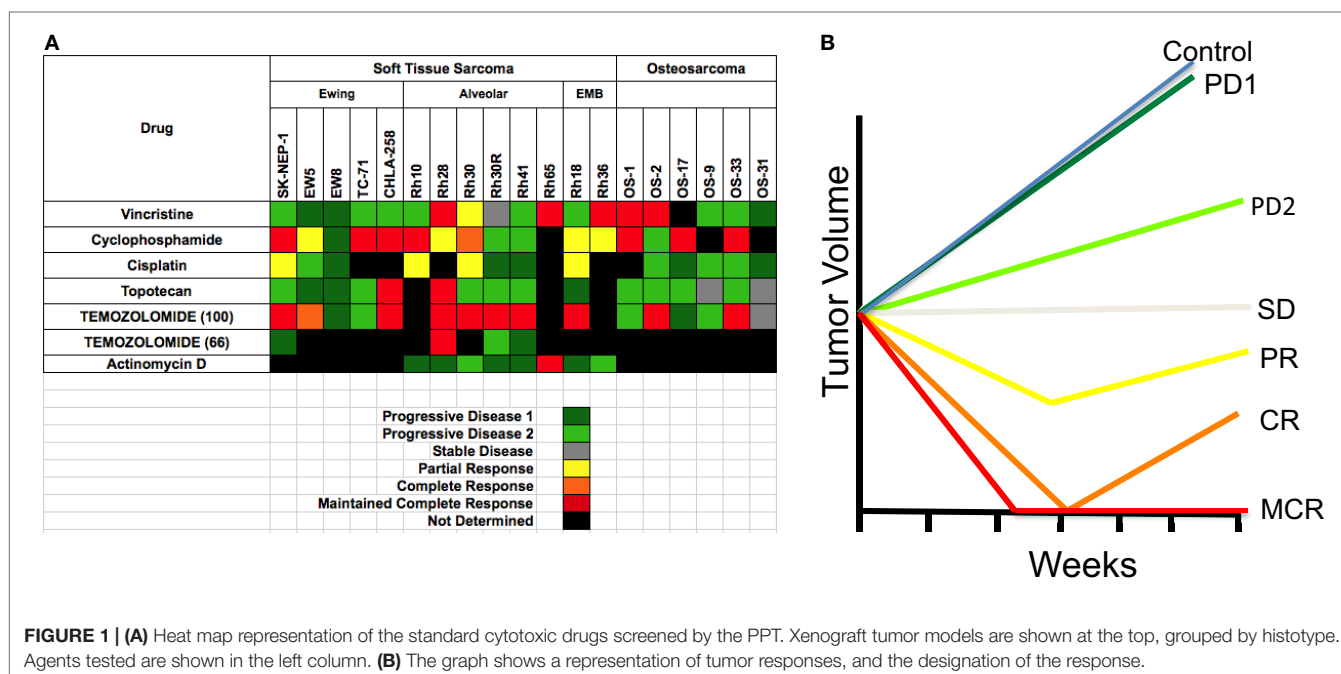 A
Drug
Soft Tissue Sarcoma
Osteosarcoma
Ewing
Alveolar
EMB
SK-NEP-1
EW5
EW8
TC-71
CHLA-258
Rh10
Rh28
Rh30
Rh30R
Rh41
Rh65
Rh18
Rh36
OS-1
OS-2
OS-17
OS-9
OS-33
OS-31
Vincristine
Cyclophosphamide
Cisplatin
Topotecan
TEMOZOLOMIDE (100)
TEMOZOLOMIDE (66)
Actinomycin D
Progressive Disease 1
Progressive Disease 2
Stable Disease
Partial Response
Complete Response
Maintained Complete Response
Not Determined
B
Control
PD1
PD2
SD
PR
CR
MCR
Tumor Volume
Weeks
FIGURE 1 | (A) Heat map representation of the standard cytotoxic drugs screened by the PPT. Xenograft tumor models are shown at the top, grouped by histotype.
Agents tested are shown in the left column. (B) The graph shows a representation of tumor responses, and the designation of the response.